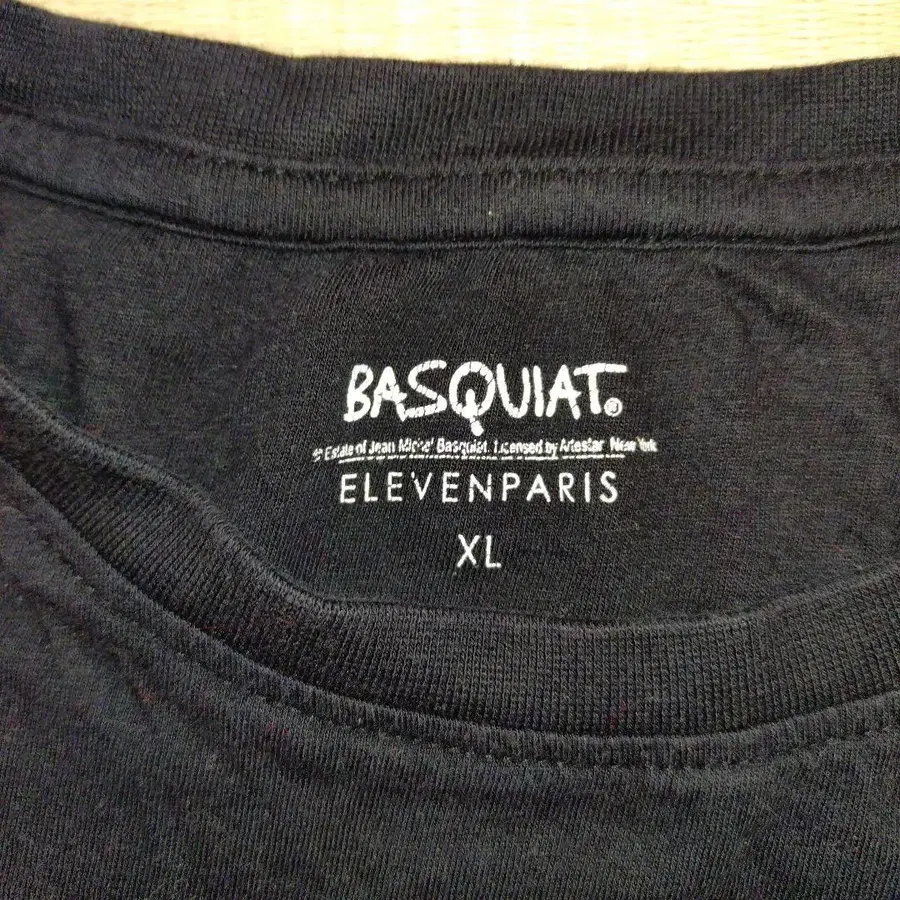 BASQUIAT®
© Estate of Jean Michel Basquiat. Licensed by Artestar New York
ELEVENPARIS
XL